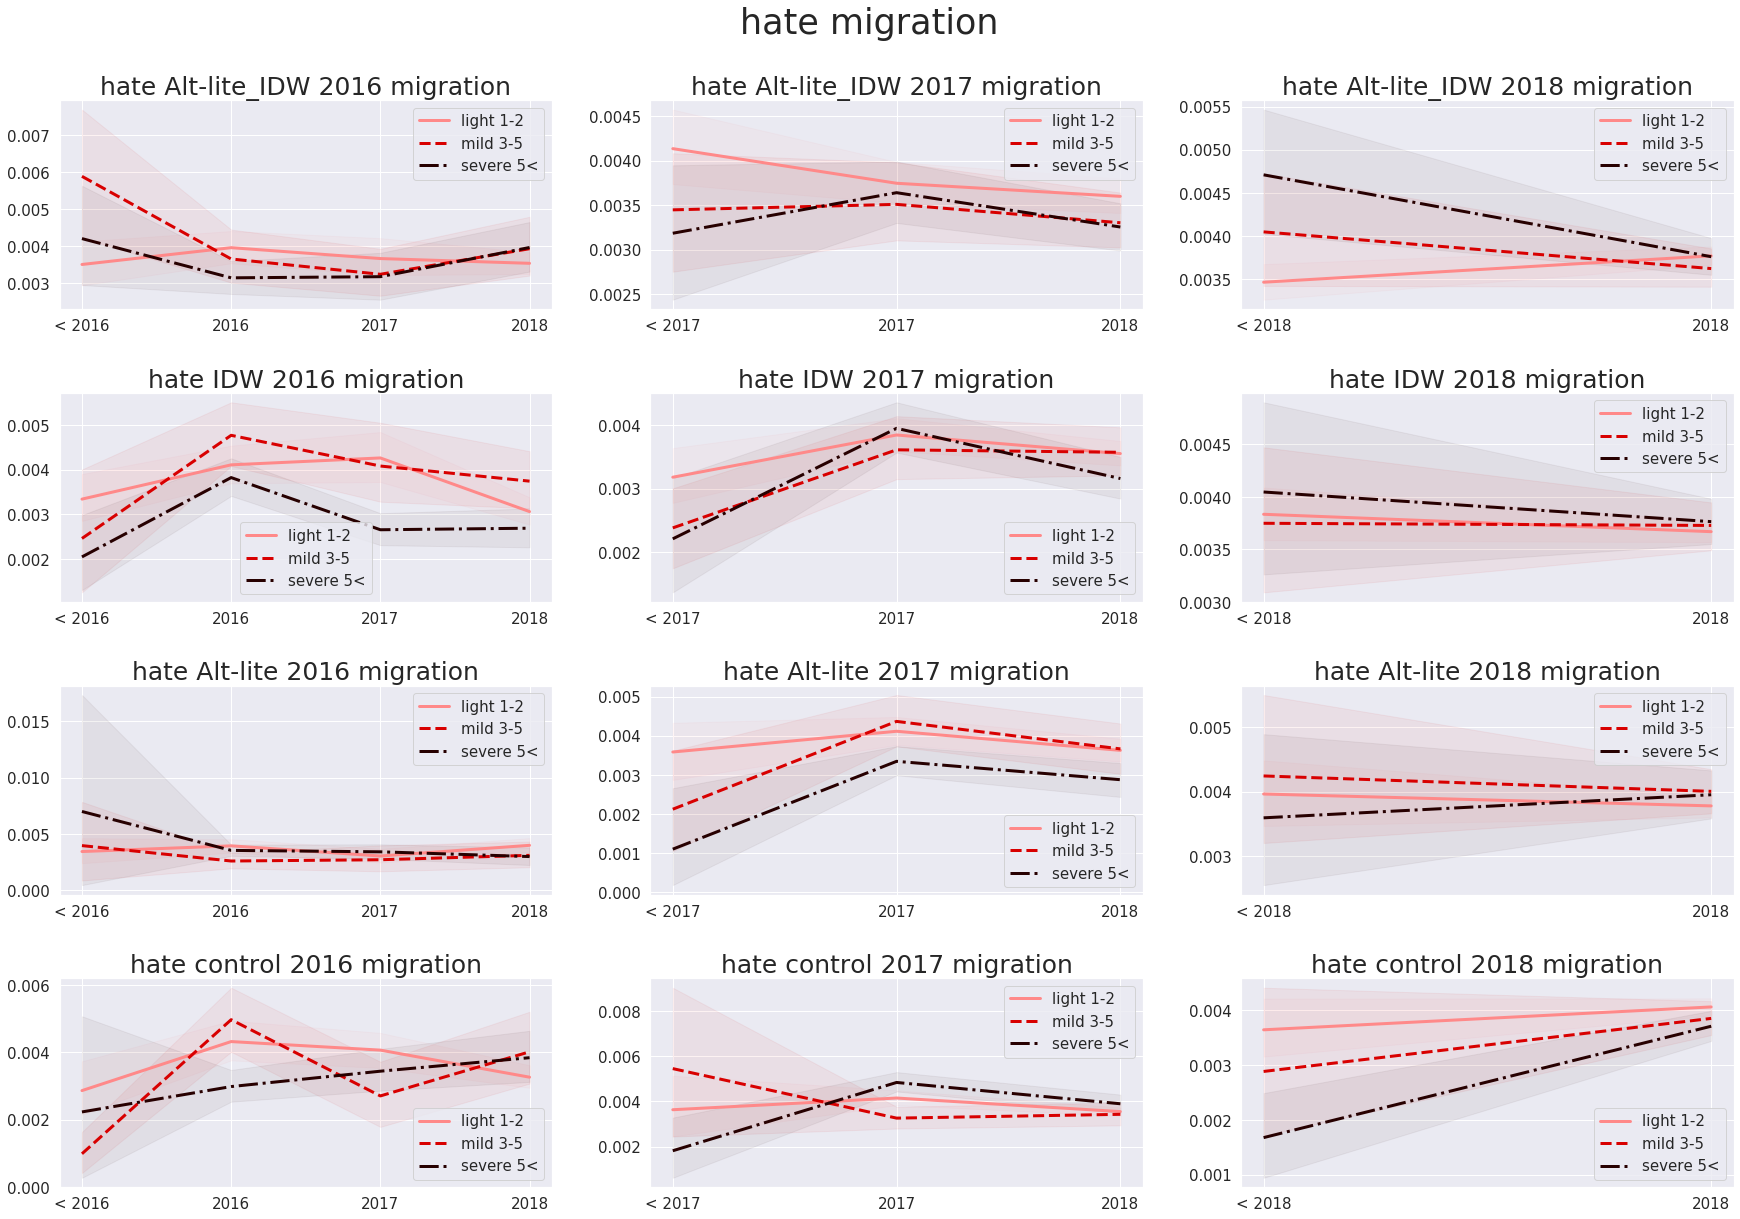 hate migration
hate Alt-lite_IDW 2016 migration
0.007
0.006
0.005
0.004
0.003
light 1-2
mild 3-5
severe 5<
< 2016 2016 2017 2018
hate Alt-lite_IDW 2017 migration
0.0045
0.0040
0.0035
0.0030
0.0025
light 1-2
mild 3-5
severe 5<
< 2017 2017 2018
hate Alt-lite_IDW 2018 migration
0.0055
0.0050
0.0045
0.0040
0.0035
light 1-2
mild 3-5
severe 5<
< 2018 2018
hate IDW 2016 migration
0.005
0.004
0.003
0.002
light 1-2
mild 3-5
severe 5<
< 2016 2016 2017 2018
hate IDW 2017 migration
0.004
0.003
0.002
light 1-2
mild 3-5
severe 5<
< 2017 2017 2018
hate IDW 2018 migration
0.0045
0.0040
0.0035
0.0030
light 1-2
mild 3-5
severe 5<
< 2018 2018
hate Alt-lite 2016 migration
0.015
0.010
0.005
0.000
light 1-2
mild 3-5
severe 5<
< 2016 2016 2017 2018
hate Alt-lite 2017 migration
0.005
0.004
0.003
0.002
0.001
0.000
light 1-2
mild 3-5
severe 5<
< 2017 2017 2018
hate Alt-lite 2018 migration
0.005
0.004
0.003
light 1-2
mild 3-5
severe 5<
< 2018 2018
hate control 2016 migration
0.006
0.004
0.002
0.000
light 1-2
mild 3-5
severe 5<
< 2016 2016 2017 2018
hate control 2017 migration
0.008
0.006
0.004
0.002
light 1-2
mild 3-5
severe 5<
< 2017 2017 2018
hate control 2018 migration
0.004
0.003
0.002
0.001
light 1-2
mild 3-5
severe 5<
< 2018 2018